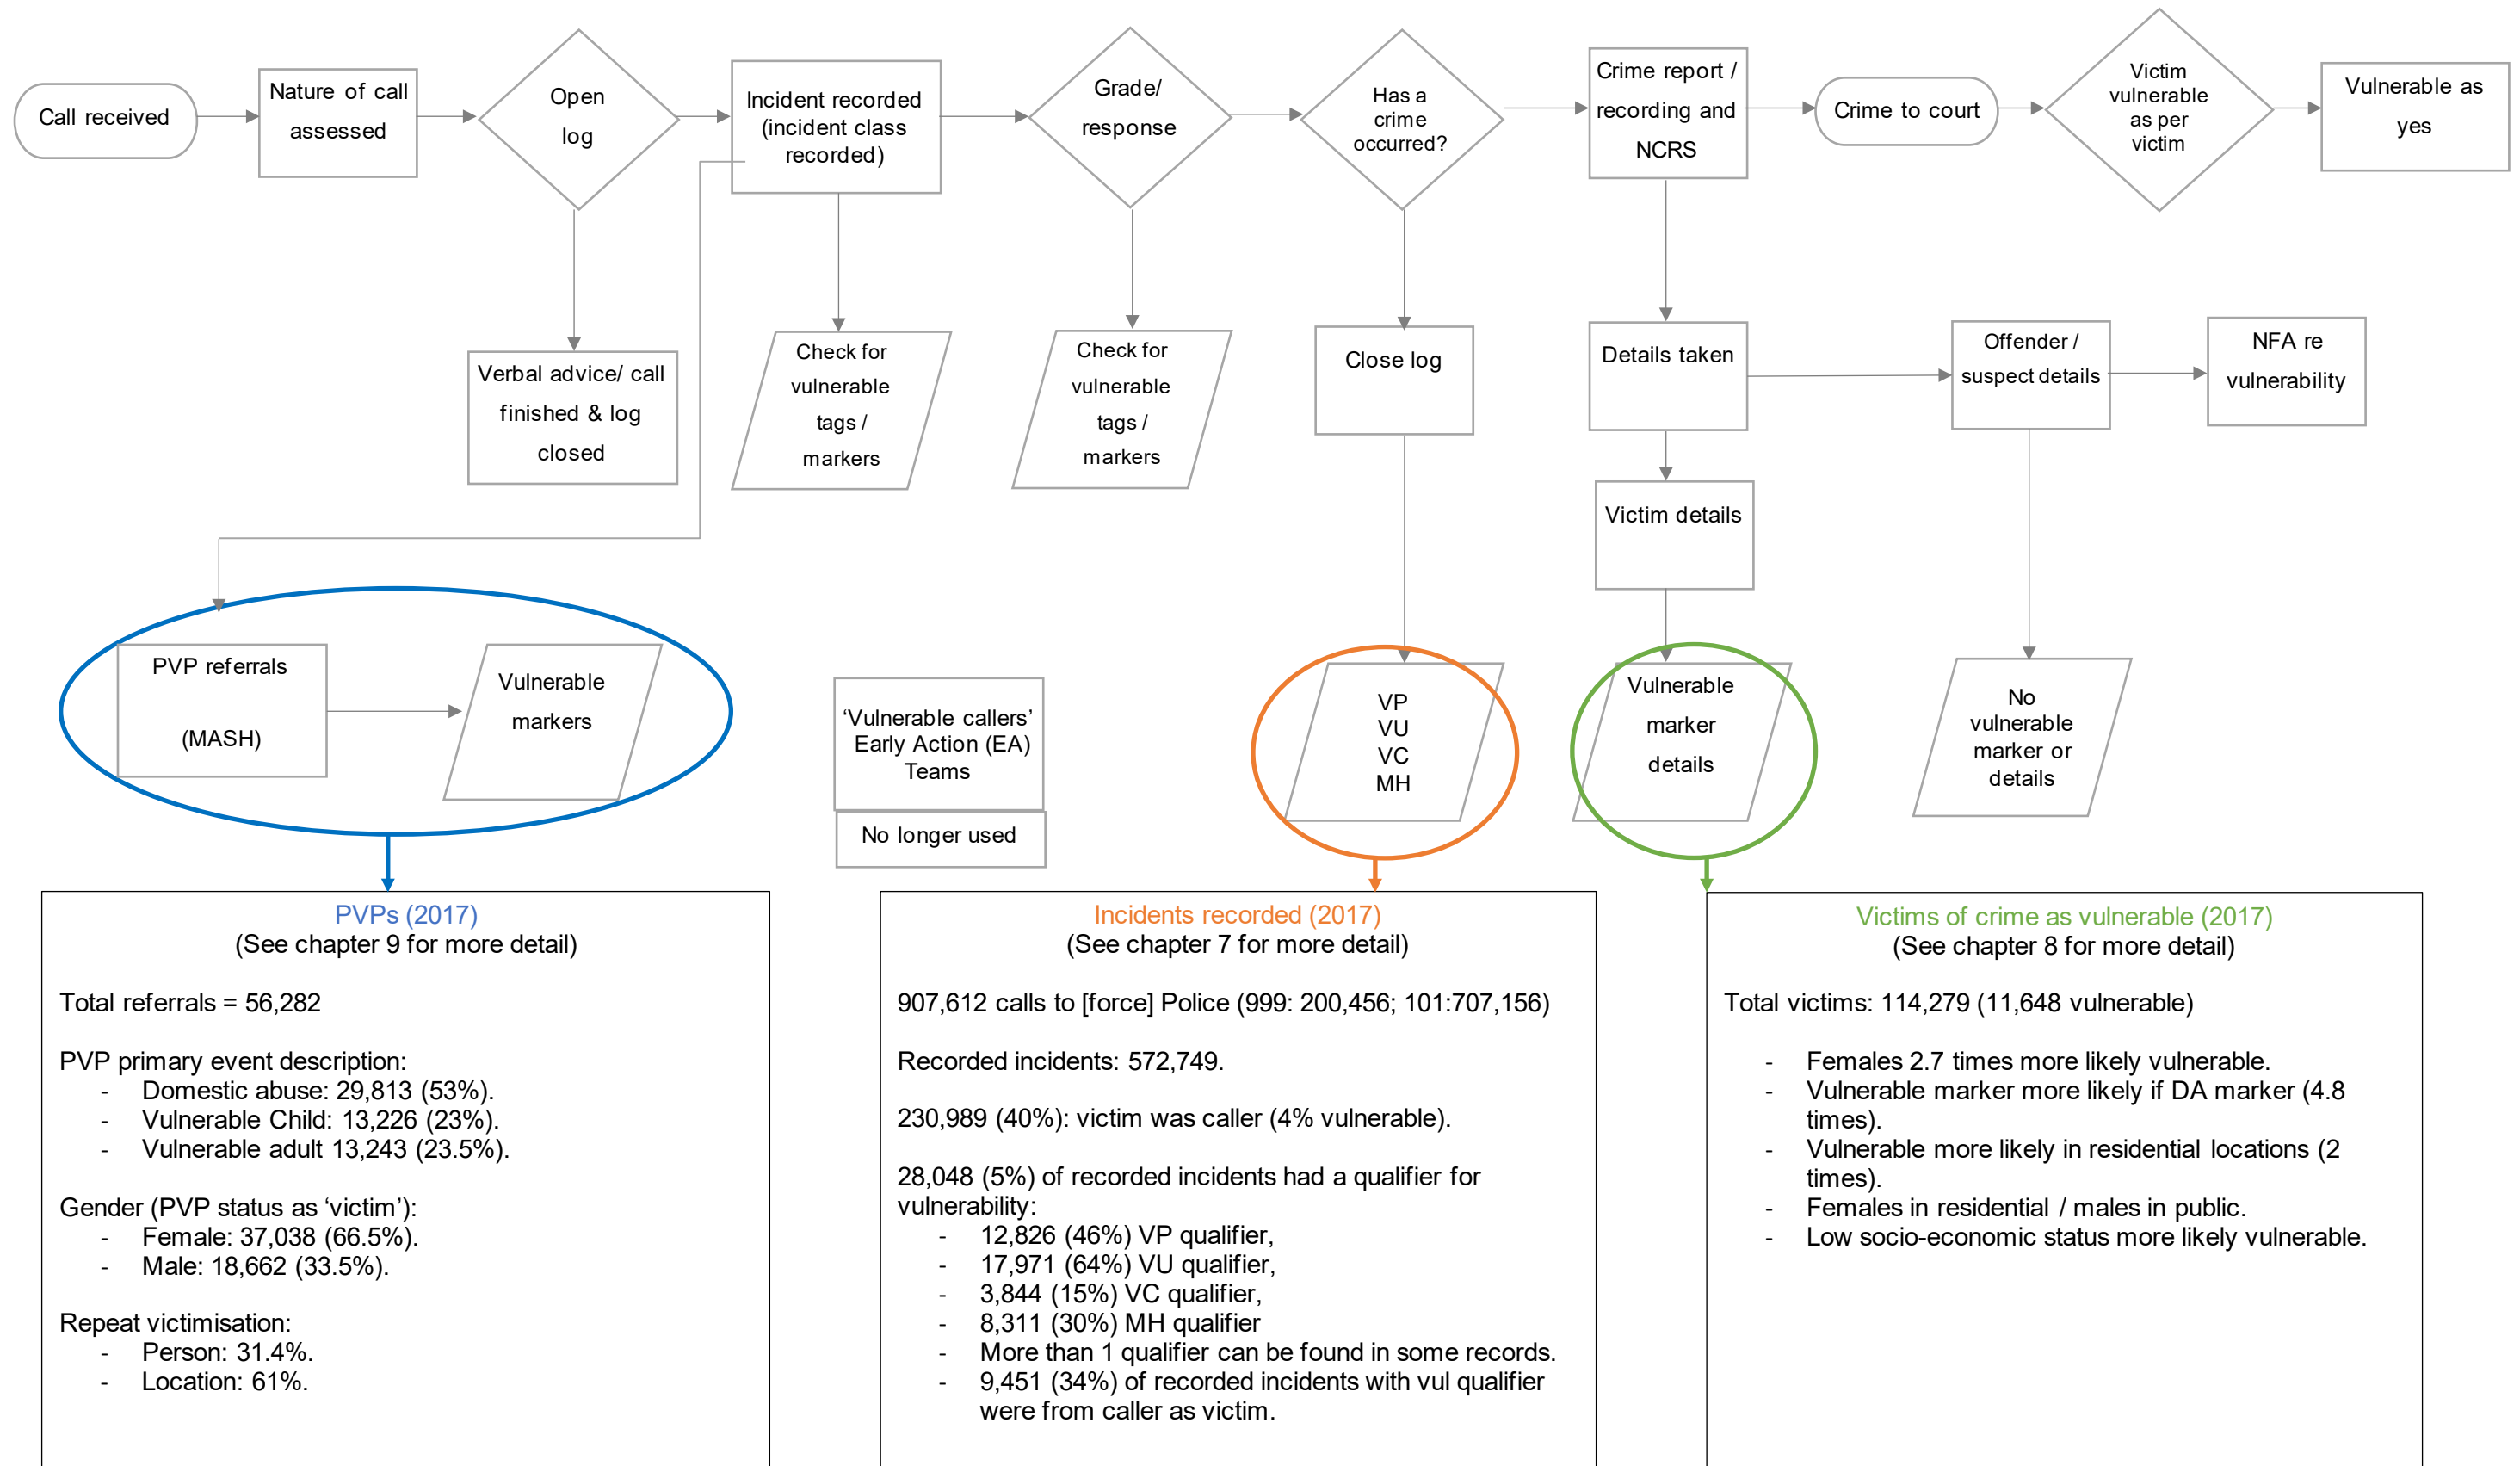 Call received
Nature of call
assessed
Open
log
Incident recorded
(incident class
recorded)
Grade/
response
Has a
crime
occurred?
Crime report /
recording and
NCRS
Crime to court
Victim
vulnerable
as per
victim
Vulnerable as
yes
Verbal advice/ call
finished & log
closed
Check for
vulnerable
tags /
markers
Check for
vulnerable
tags /
markers
Close log
Details taken
Offender /
suspect details
NFA re
vulnerability
Victim details
PVP referrals
(MASH)
Vulnerable
markers
‘Vulnerable callers’
Early Action (EA)
Teams
No longer used
VP
VU
VC
MH
Vulnerable
marker
details
No
vulnerable
marker or
details
PVPs (2017)
(See chapter 9 for more detail)
Total referrals = 56,282
PVP primary event description:
- Domestic abuse: 29,813 (53%).
- Vulnerable Child: 13,226 (23%).
- Vulnerable adult 13,243 (23.5%).
Gender (PVP status as ‘victim’):
- Female: 37,038 (66.5%).
- Male: 18,662 (33.5%).
Repeat victimisation:
- Person: 31.4%.
- Location: 61%.
Incidents recorded (2017)
(See chapter 7 for more detail)
907,612 calls to [force] Police (999: 200,456; 101:707,156)
Recorded incidents: 572,749.
230,989 (40%): victim was caller (4% vulnerable).
28,048 (5%) of recorded incidents had a qualifier for
vulnerability:
- 12,826 (46%) VP qualifier,
- 17,971 (64%) VU qualifier,
- 3,844 (15%) VC qualifier,
- 8,311 (30%) MH qualifier
- More than 1 qualifier can be found in some records.
- 9,451 (34%) of recorded incidents with vul qualifier
were from caller as victim.
Victims of crime as vulnerable (2017)
(See chapter 8 for more detail)
Total victims: 114,279 (11,648 vulnerable)
- Females 2.7 times more likely vulnerable.
- Vulnerable marker more likely if DA marker (4.8
times).
- Vulnerable more likely in residential locations (2
times).
- Females in residential / males in public.
- Low socio-economic status more likely vulnerable.